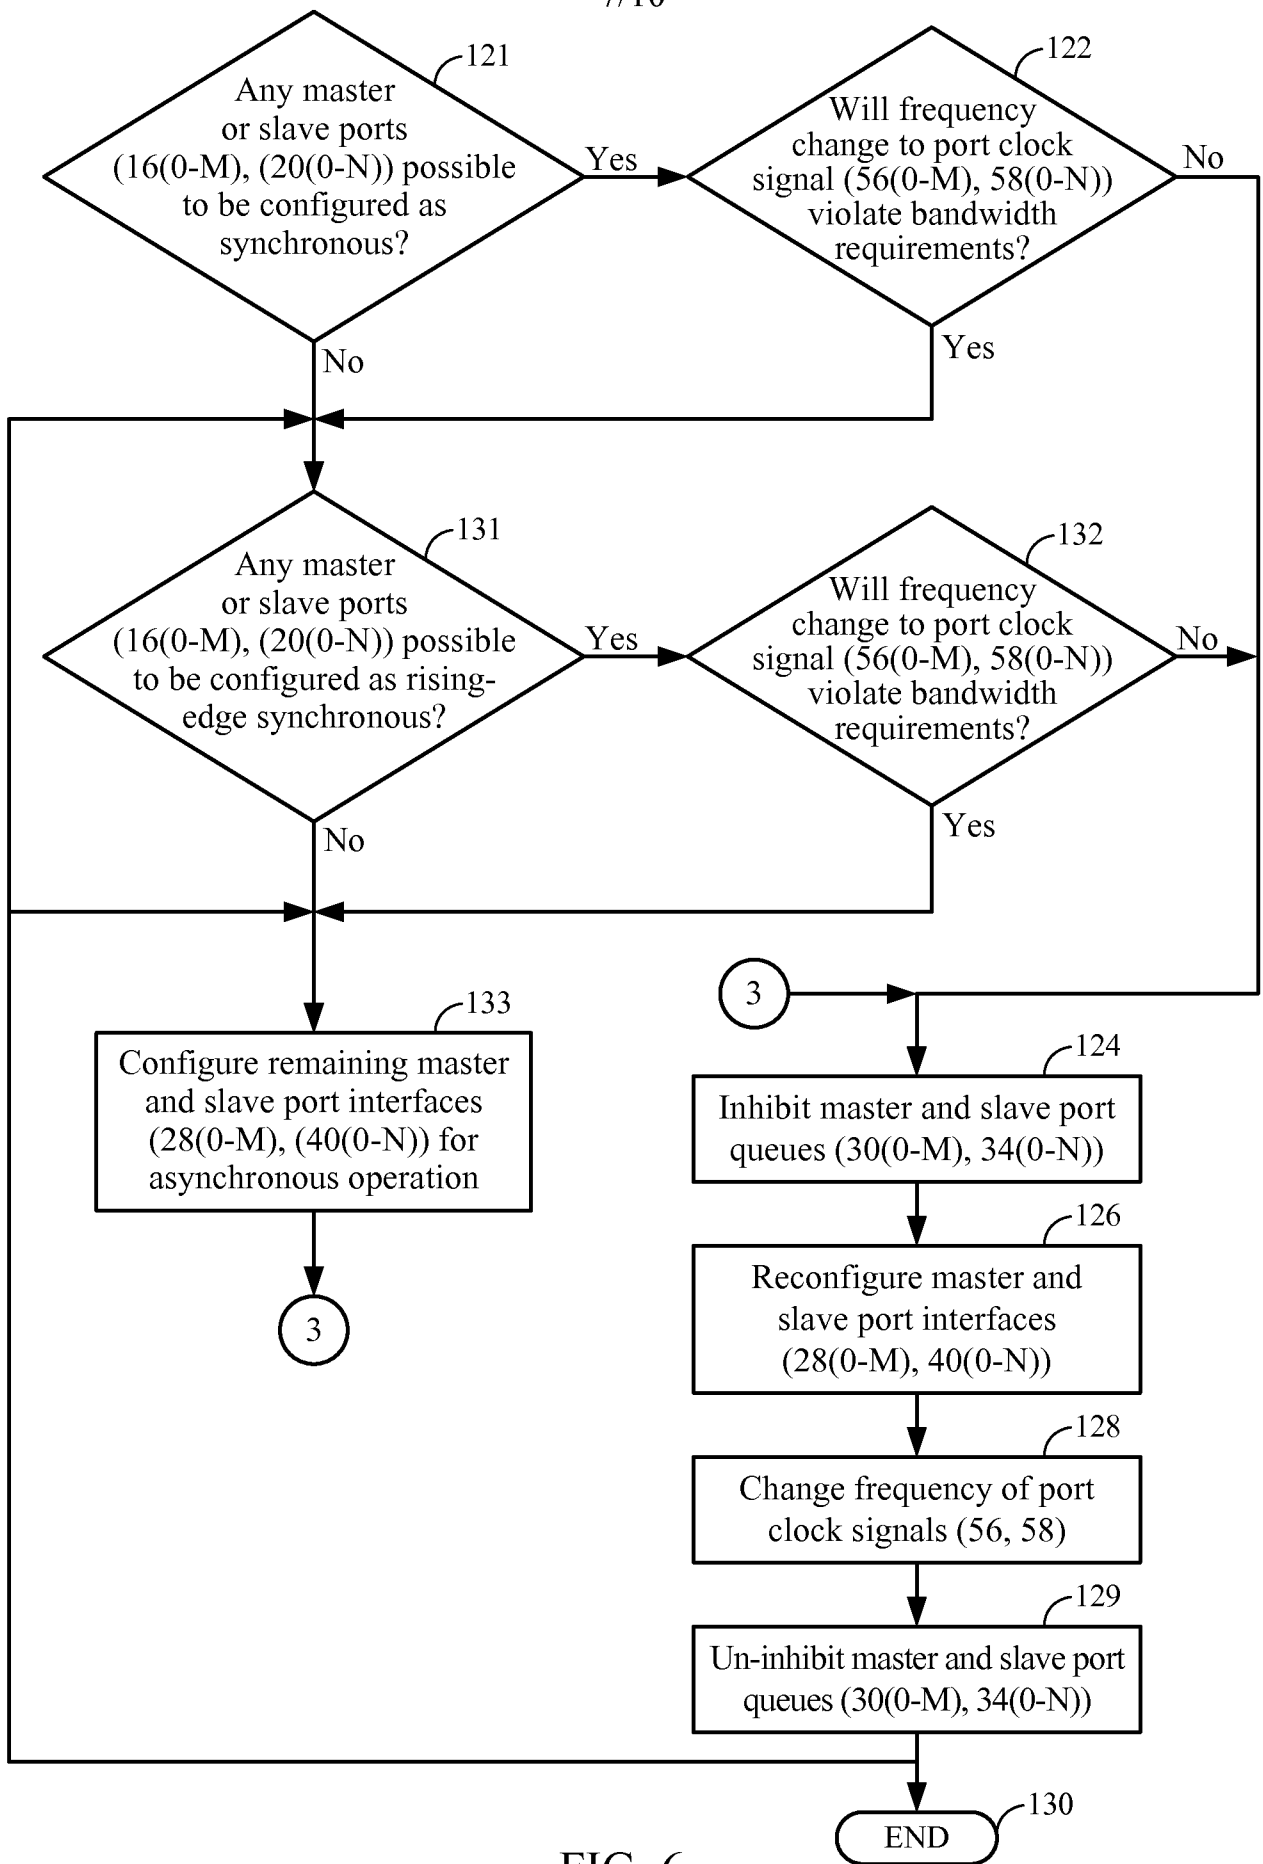 7/10
121
Any master
or slave ports
(16(0-M), (20(0-N)) possible
to be configured as
synchronous?
Yes
No
122
Will frequency
change to port clock
signal (56(0-M), 58(0-N))
violate bandwidth
requirements?
No
Yes
131
Any master
or slave ports
(16(0-M), (20(0-N)) possible
to be configured as rising-
edge synchronous?
Yes
No
132
Will frequency
change to port clock
signal (56(0-M), 58(0-N))
violate bandwidth
requirements?
No
Yes
133
Configure remaining master
and slave port interfaces
(28(0-M), (40(0-N)) for
asynchronous operation
3
3
124
Inhibit master and slave port
queues (30(0-M), 34(0-N))
126
Reconfigure master and
slave port interfaces
(28(0-M), 40(0-N))
128
Change frequency of port
clock signals (56, 58)
129
Un-inhibit master and slave port
queues (30(0-M), 34(0-N))
130
END
FIG. 6